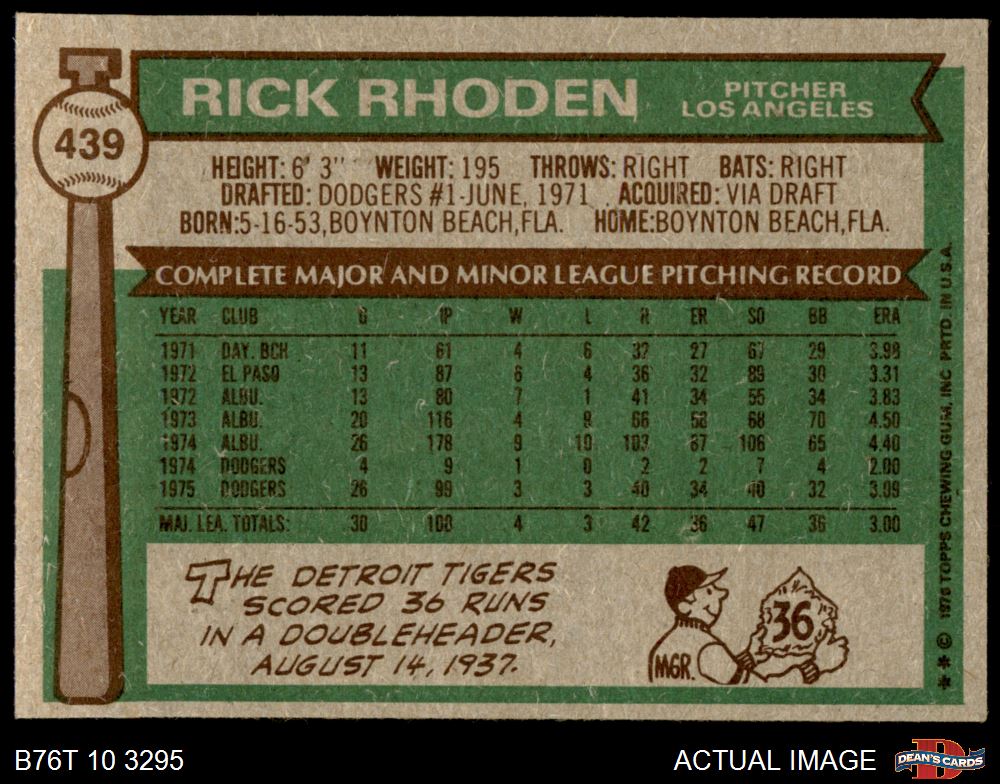 439
RICK RHODEN
PITCHER
LOS ANGELES
HEIGHT: 6' 3" WEIGHT: 195 THROWS: RIGHT BATS: RIGHT
DRAFTED: DODGERS #1-JUNE, 1971 ACQUIRED: VIA DRAFT
BORN:5-16-53,BOYNTON BEACH,FLA. HOME:BOYNTON BEACH,FLA.
COMPLETE MAJOR AND MINOR LEAGUE PITCHING RECORD
YEAR CLUB G IP W L R ER SO BB ERA
1971 DAY. BCH 11 61 4 6 32 27 67 29 3.98
1972 EL PASO 13 87 6 4 36 32 89 30 3.31
1972 ALBU. 13 80 7 1 41 34 55 34 3.83
1973 ALBU. 20 116 4 9 66 58 68 70 4.50
1974 ALBU. 26 178 9 10 103 87 106 65 4.40
1974 DODGERS 4 9 1 0 2 2 7 4 2.00
1975 DODGERS 26 99 3 3 40 34 40 32 3.09
MAJ. LEA. TOTALS: 30 108 4 3 42 36 47 36 3.00
THE DETROIT TIGERS
SCORED 36 RUNS
IN A DOUBLEHEADER,
AUGUST 14, 1937.
MGR.
36
* * © 1976 TOPPS CHEWING GUM, INC PRTD. IN U.S.A.
B76T 10 3295
ACTUAL IMAGE
D
DEAN'S CARDS